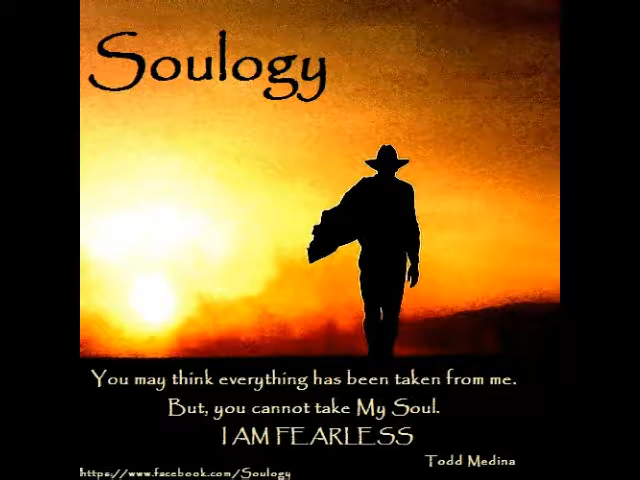 Soulogy
You may think everything has been taken from me.
But, you cannot take My Soul.
I AM FEARLESS
Todd Medina
https://www.facebook.com/Soulogy